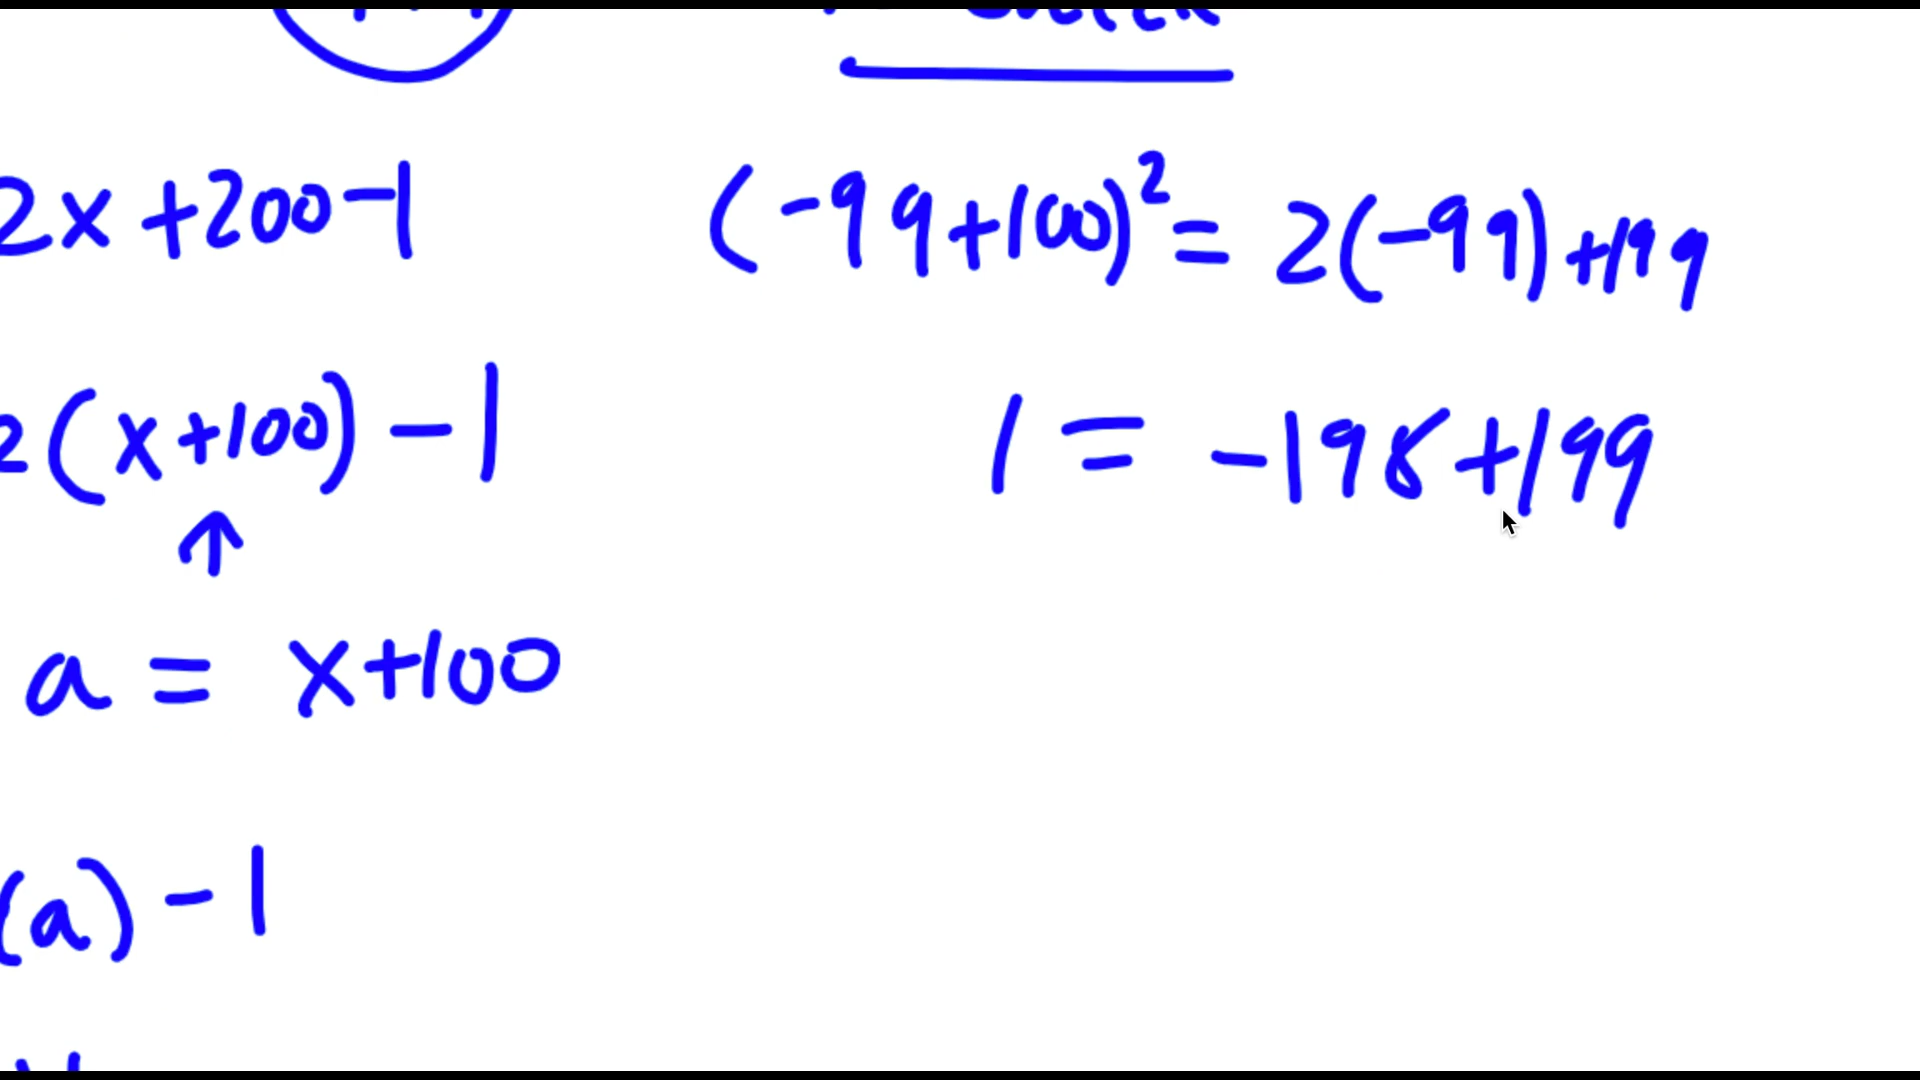 2x+200-1
2(x+100)-1
↑
a = x+100
(a)-1
(-99+100)²= 2(-99)+199
1 = -198+199